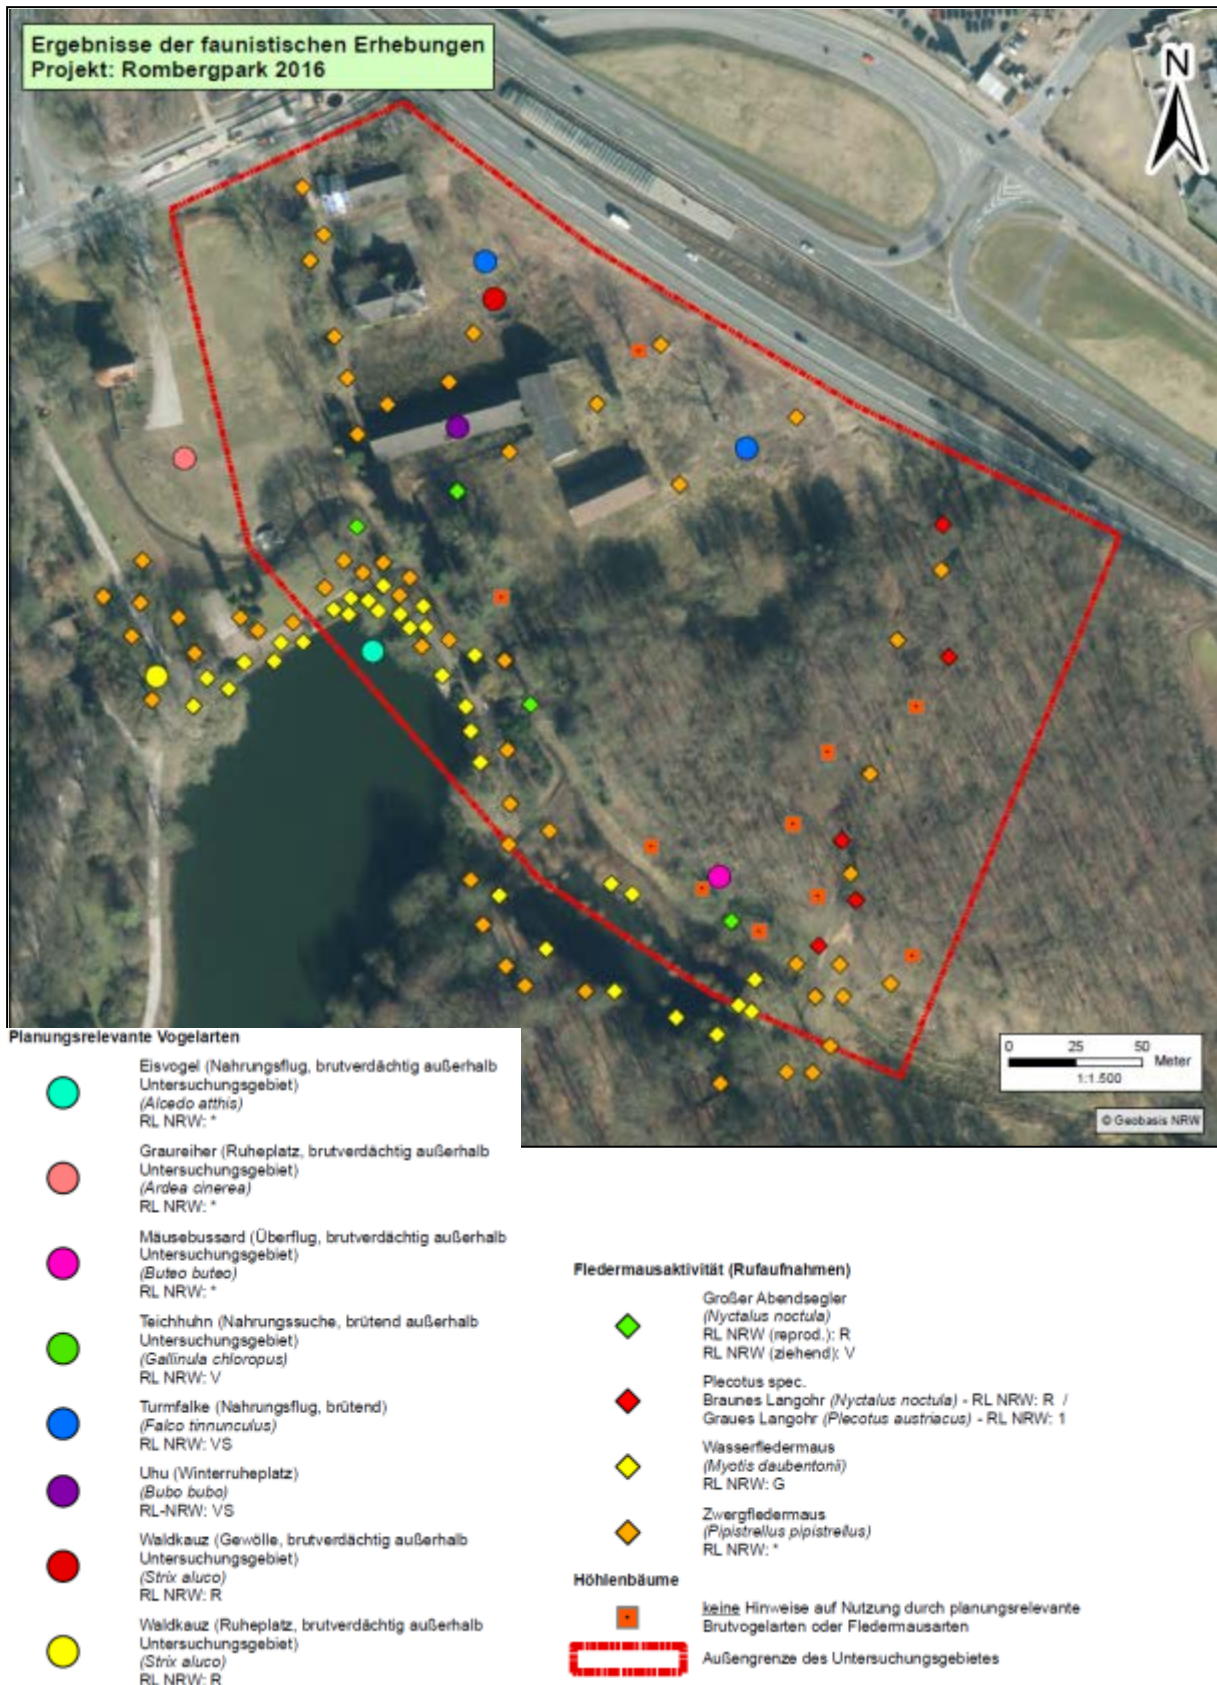 Ergebnisse der faunistischen Erhebungen
Projekt: Rombergpark 2016
N
0 25 50 Meter
1:1.500
© Geobasis NRW
Planungsrelevante Vogelarten
Eisvogel (Nahrungsflug, brutverdächtig außerhalb
Untersuchungsgebiet)
(Alcedo atthis)
RL NRW: *
Graureiher (Ruheplatz, brutverdächtig außerhalb
Untersuchungsgebiet)
(Ardea cinerea)
RL NRW: *
Mäusebussard (Überflug, brutverdächtig außerhalb
Untersuchungsgebiet)
(Buteo buteo)
RL NRW: *
Teichhuhn (Nahrungssuche, brütend außerhalb
Untersuchungsgebiet)
(Gallinula chloropus)
RL NRW: V
Turmfalke (Nahrungsflug, brütend)
(Falco tinnunculus)
RL NRW: VS
Uhu (Winterruheplatz)
(Bubo bubo)
RL-NRW: VS
Waldkauz (Gewölle, brutverdächtig außerhalb
Untersuchungsgebiet)
(Strix aluco)
RL NRW: R
Waldkauz (Ruheplatz, brutverdächtig außerhalb
Untersuchungsgebiet)
(Strix aluco)
RL NRW: R
Fledermausaktivität (Rufaufnahmen)
Großer Abendsegler
(Nyctalus noctula)
RL NRW (reprod.): R
RL NRW (ziehend): V
Plecotus spec.
Braunes Langohr (Nyctalus noctula) - RL NRW: R /
Graues Langohr (Plecotus austriacus) - RL NRW: 1
Wasserfledermaus
(Myotis daubentonii)
RL NRW: G
Zwergfledermaus
(Pipistrellus pipistrellus)
RL NRW: *
Höhlenbäume
keine Hinweise auf Nutzung durch planungsrelevante
Brutvogelarten oder Fledermausarten
Außengrenze des Untersuchungsgebietes